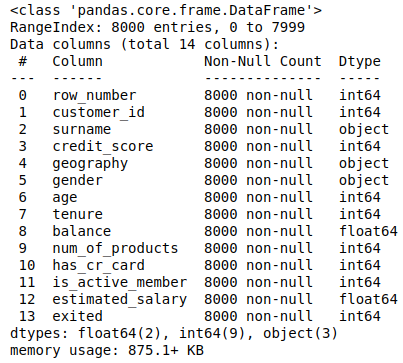 <class 'pandas.core.frame.DataFrame'>
RangeIndex: 8000 entries, 0 to 7999
Data columns (total 14 columns):
 #   Column            Non-Null Count  Dtype
---  ------            --------------  -----
 0   row_number        8000 non-null   int64
 1   customer_id       8000 non-null   int64
 2   surname           8000 non-null   object
 3   credit_score      8000 non-null   int64
 4   geography         8000 non-null   object
 5   gender            8000 non-null   object
 6   age               8000 non-null   int64
 7   tenure            8000 non-null   int64
 8   balance           8000 non-null   float64
 9   num_of_products   8000 non-null   int64
 10  has_cr_card       8000 non-null   int64
 11  is_active_member  8000 non-null   int64
 12  estimated_salary  8000 non-null   float64
 13  exited            8000 non-null   int64
dtypes: float64(2), int64(9), object(3)
memory usage: 875.1+ KB